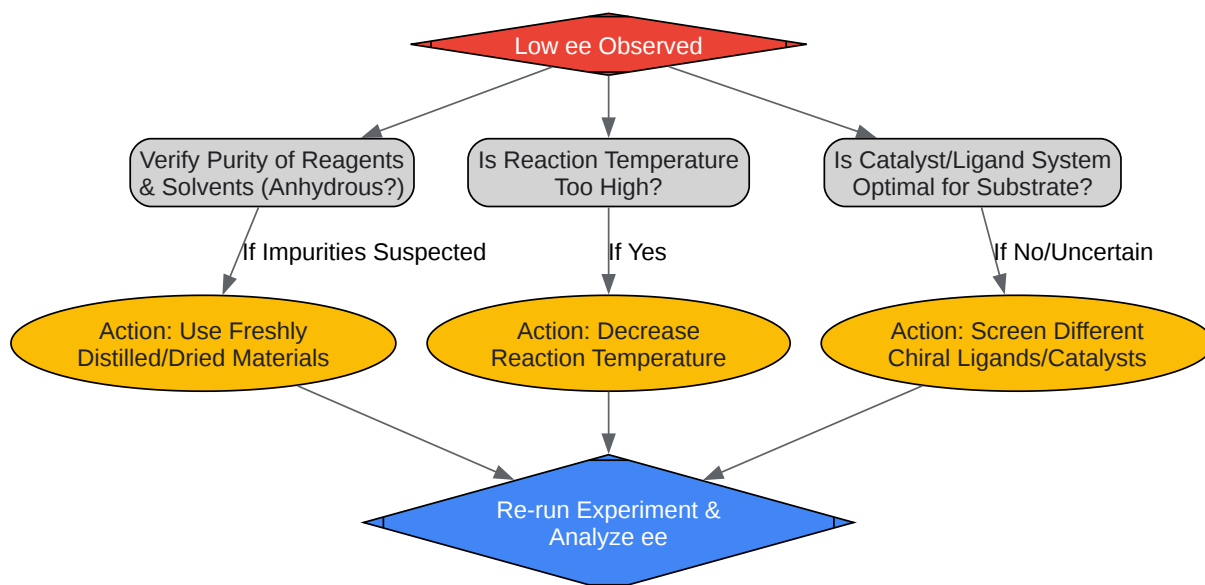 Low ee Observed
Verify Purity of Reagents
& Solvents (Anhydrous?)
Is Reaction Temperature
Too High?
Is Catalyst/Ligand System
Optimal for Substrate?
If Impurities Suspected
If Yes
If No/Uncertain
Action: Use Freshly
Distilled/Dried Materials
Action: Decrease
Reaction Temperature
Action: Screen Different
Chiral Ligands/Catalysts
Re-run Experiment &
Analyze ee